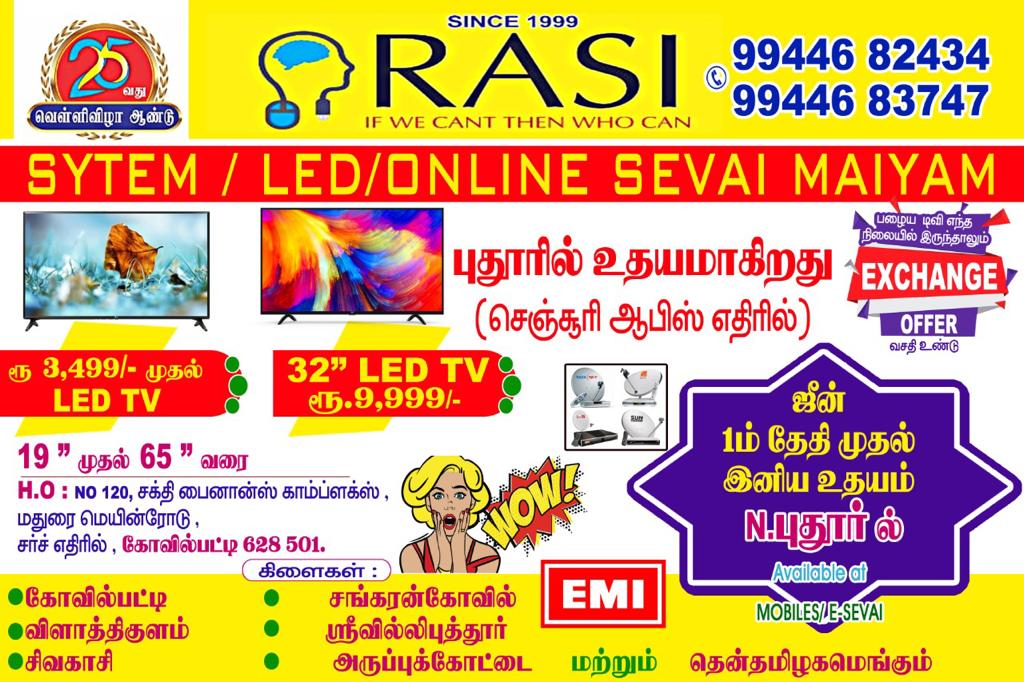 25
வது
வெள்ளிவிழா ஆண்டு
SINCE 1999
RASI
IF WE CANT THEN WHO CAN
99446 82434
99446 83747
SYTEM / LED/ONLINE SEVAI MAIYAM
புதூரில் உதயமாகிறது
(செஞ்சூரி ஆபிஸ் எதிரில்)
பழைய டிவி எந்த
நிலையில் இருந்தாலும்
EXCHANGE
OFFER
வசதி உண்டு
ரூ 3,499/- முதல்
LED TV
32” LED TV
ரூ.9,999/-
19 ” முதல் 65 ” வரை
H.O : NO 120, சக்தி பைனான்ஸ் காம்ப்ளக்ஸ் ,
மதுரை மெயின்ரோடு ,
சர்ச் எதிரில் , கோவில்பட்டி 628 501.
WOW!
SUN
ஜீன்
1ம் தேதி முதல்
இனிய உதயம்
N.புதூர் ல்
Available at
MOBILES/ E-SEVAI
EMI
கிளைகள் :
கோவில்பட்டி
விளாத்திகுளம்
சிவகாசி
சங்கரன்கோவில்
ஸ்ரீவில்லிபுத்தூர்
அருப்புக்கோட்டை மற்றும் தென்தமிழகமெங்கும்